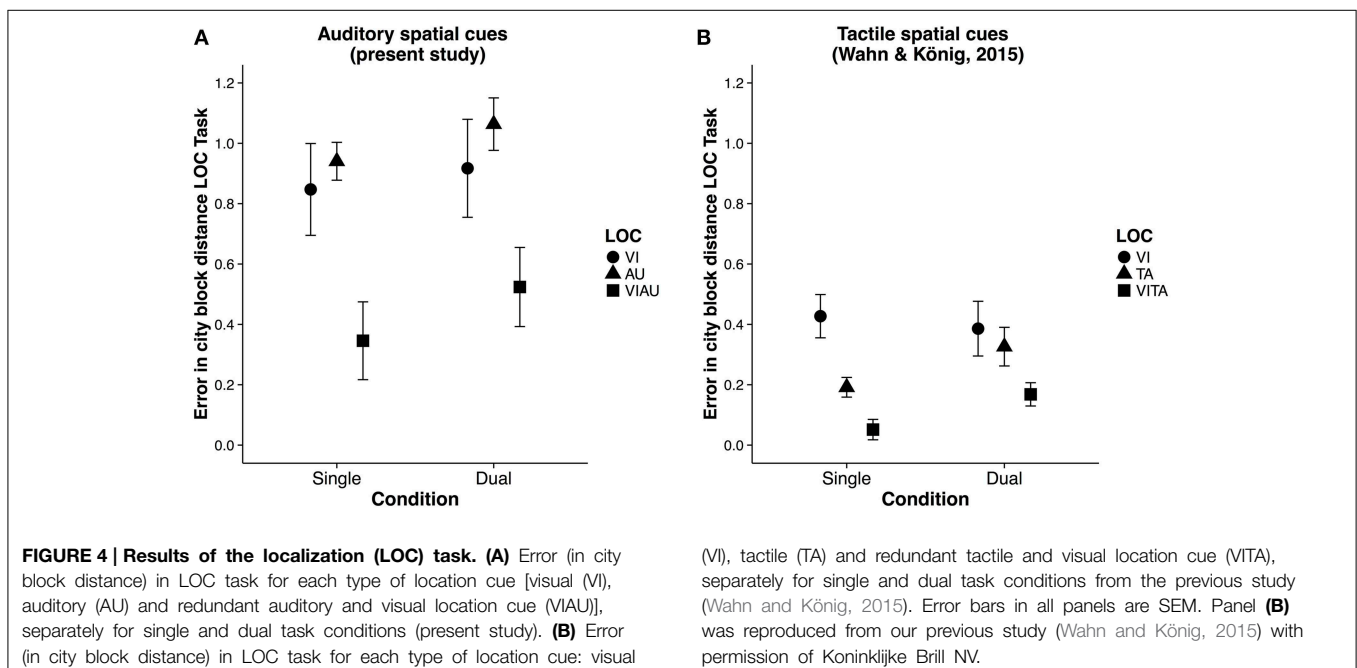 A
Auditory spatial cues
(present study)
Error in city block distance LOC Task
1.2
1.0
0.8
0.6
0.4
0.2
0.0
Single
Dual
Condition
LOC
VI
AU
VIAU
B
Tactile spatial cues
(Wahn & König, 2015)
Error in city block distance LOC Task
1.2
1.0
0.8
0.6
0.4
0.2
0.0
Single
Dual
Condition
LOC
VI
TA
VITA
FIGURE 4 | Results of the localization (LOC) task. (A) Error (in city
block distance) in LOC task for each type of location cue [visual (VI),
auditory (AU) and redundant auditory and visual location cue (VIAU)],
separately for single and dual task conditions (present study). (B) Error
(in city block distance) in LOC task for each type of location cue: visual
(VI), tactile (TA) and redundant tactile and visual location cue (VITA),
separately for single and dual task conditions from the previous study
(Wahn and König, 2015). Error bars in all panels are SEM. Panel (B)
was reproduced from our previous study (Wahn and König, 2015) with
permission of Koninklijke Brill NV.